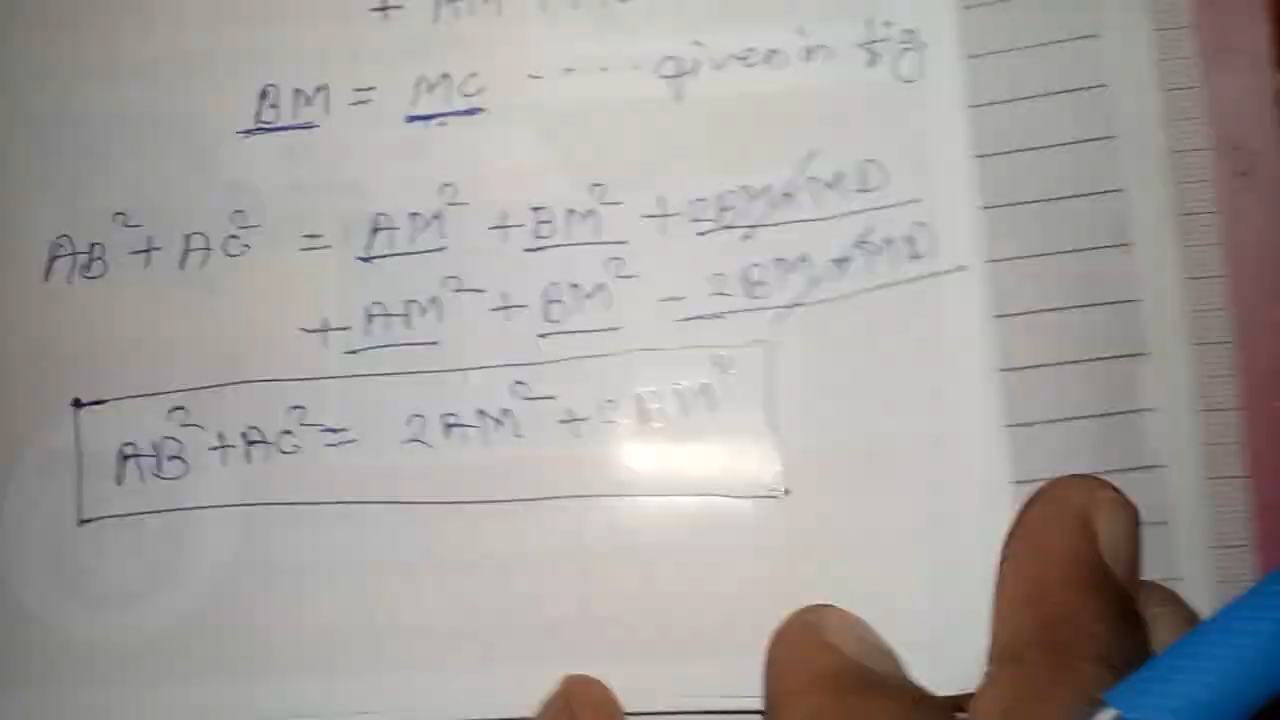 + AM
BM = MC ..... given in fig
AB² + AC² = AM² + BM² + 2BM × MD
+ AM² + BM² - 2BM × MD
AB² + AC² = 2AM² + 2BM²